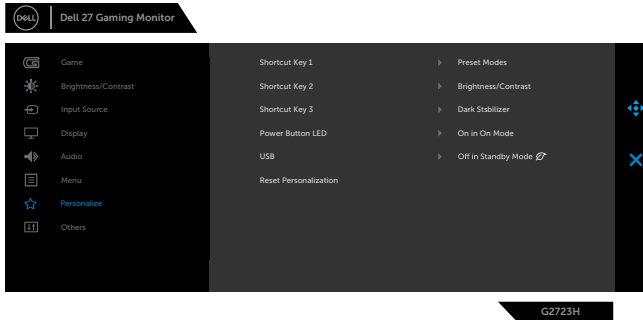 DELL Dell 27 Gaming Monitor
Game Shortcut Key 1 Preset Modes
Brightness/Contrast Shortcut Key 2 Brightness/Contrast
Input Source Shortcut Key 3 Dark Stsbilizer
Display Power Button LED On in On Mode
Audio USB Off in Standby Mode
Menu Reset Personalization
Personalize
Others
G2723H